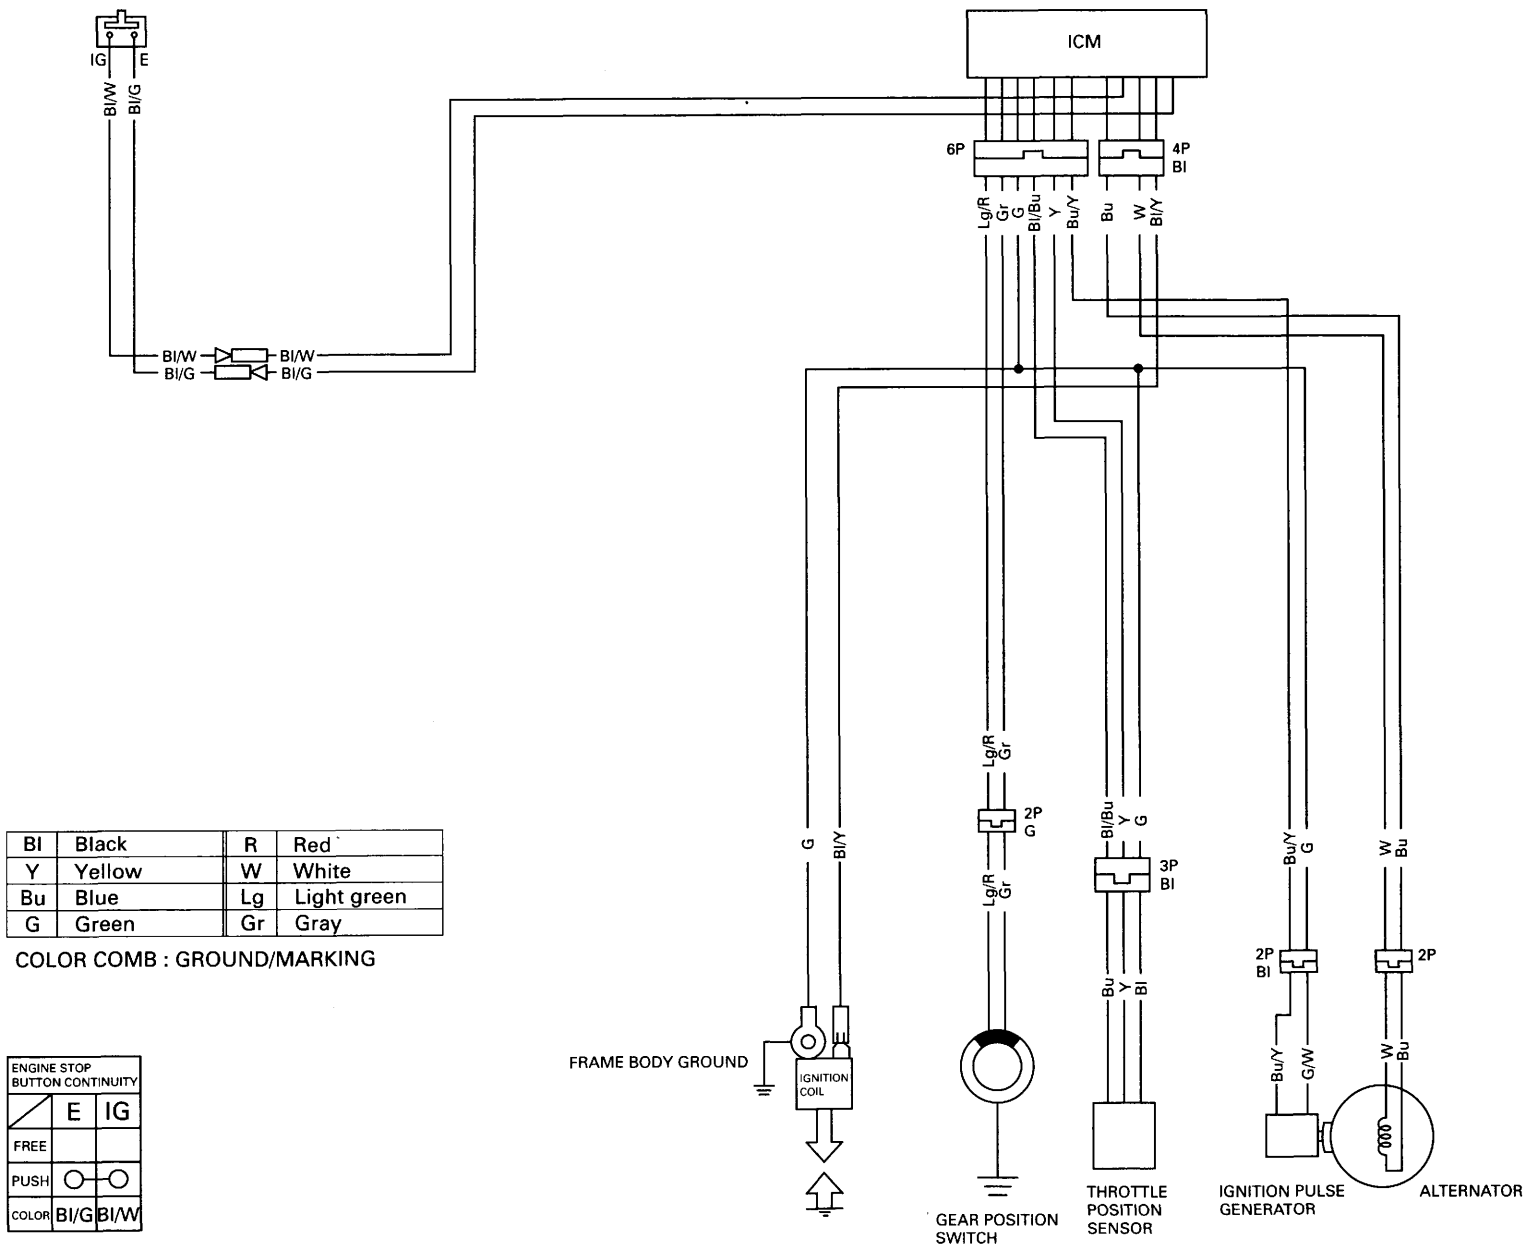 ICM
IG E
Bl/W Bl/G
6P 4P
Bl
Lg/R Gr G Bl/Bu Y Bu/Y Bu W Bl/Y
Bl/W Bl/W
Bl/G Bl/G
Lg/R Gr
2P
G
Lg/R Gr
G Bl/Y
Bl/Bu Y G
3P
Bl
Bu Y Bl
Bu/Y G
W Bu
2P
Bl
2P
Bu/Y G/W
W Bu
Bl Black R Red
Y Yellow W White
Bu Blue Lg Light green
G Green Gr Gray
COLOR COMB : GROUND/MARKING
ENGINE STOP
BUTTON CONTINUITY
E IG
FREE
PUSH
COLOR Bl/G Bl/W
FRAME BODY GROUND
IGNITION
COIL
GEAR POSITION
SWITCH
THROTTLE
POSITION
SENSOR
IGNITION PULSE
GENERATOR
ALTERNATOR